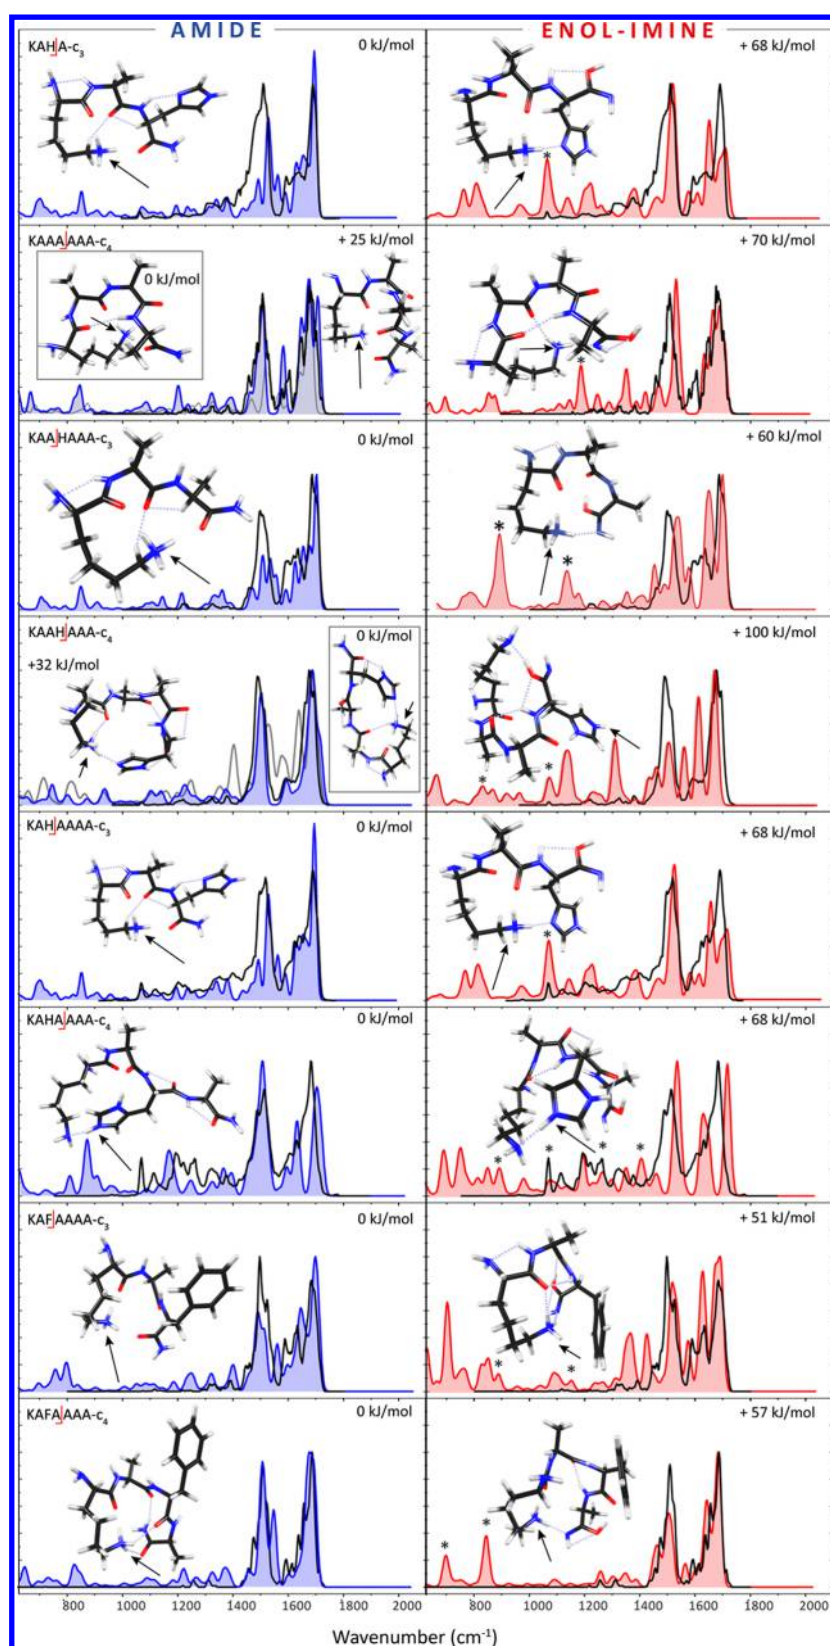 AMIDE ENOL-IMINE
KAHA-c3 0 kJ/mol + 68 kJ/mol
*
KAAAAAA-c4 + 25 kJ/mol + 70 kJ/mol
0 kJ/mol
*
KAAHAAA-c3 0 kJ/mol + 60 kJ/mol
* *
KAAHAAA-c4 0 kJ/mol + 100 kJ/mol
+32 kJ/mol
* *
KAHAAAA-c3 0 kJ/mol + 68 kJ/mol
*
KAHAAAA-c4 0 kJ/mol + 68 kJ/mol
* * * *
KAFAAAA-c3 0 kJ/mol + 51 kJ/mol
* *
KAFAAAA-c4 0 kJ/mol + 57 kJ/mol
* *
800 1000 1200 1400 1600 1800 2000 800 1000 1200 1400 1600 1800 2000
Wavenumber (cm-1)